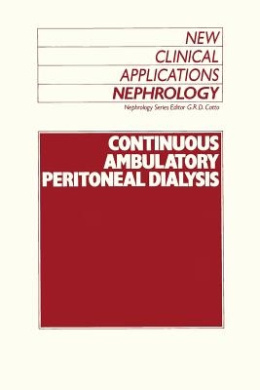 NEW
CLINICAL
APPLICATIONS
NEPHROLOGY
Nephrology Series Editor G.R.D. Catto
CONTINUOUS
AMBULATORY
PERITONEAL DIALYSIS